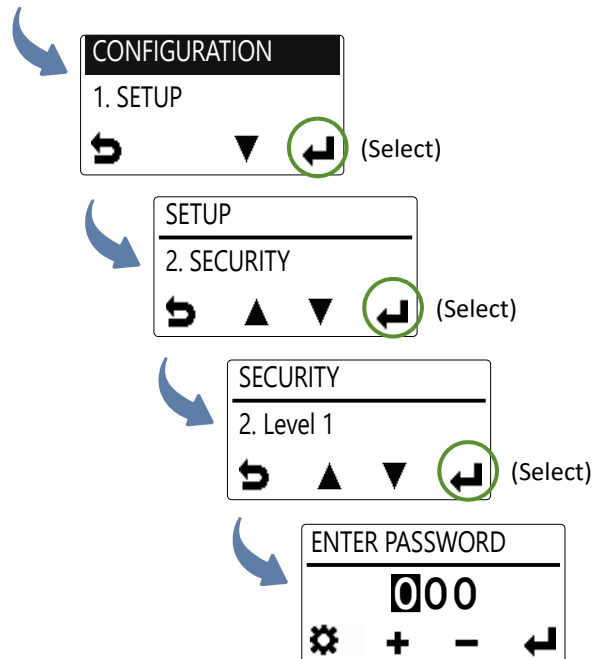 CONFIGURATION
1. SETUP
(Select)
SETUP
2. SECURITY
(Select)
SECURITY
2. Level 1
(Select)
ENTER PASSWORD
000
+ −